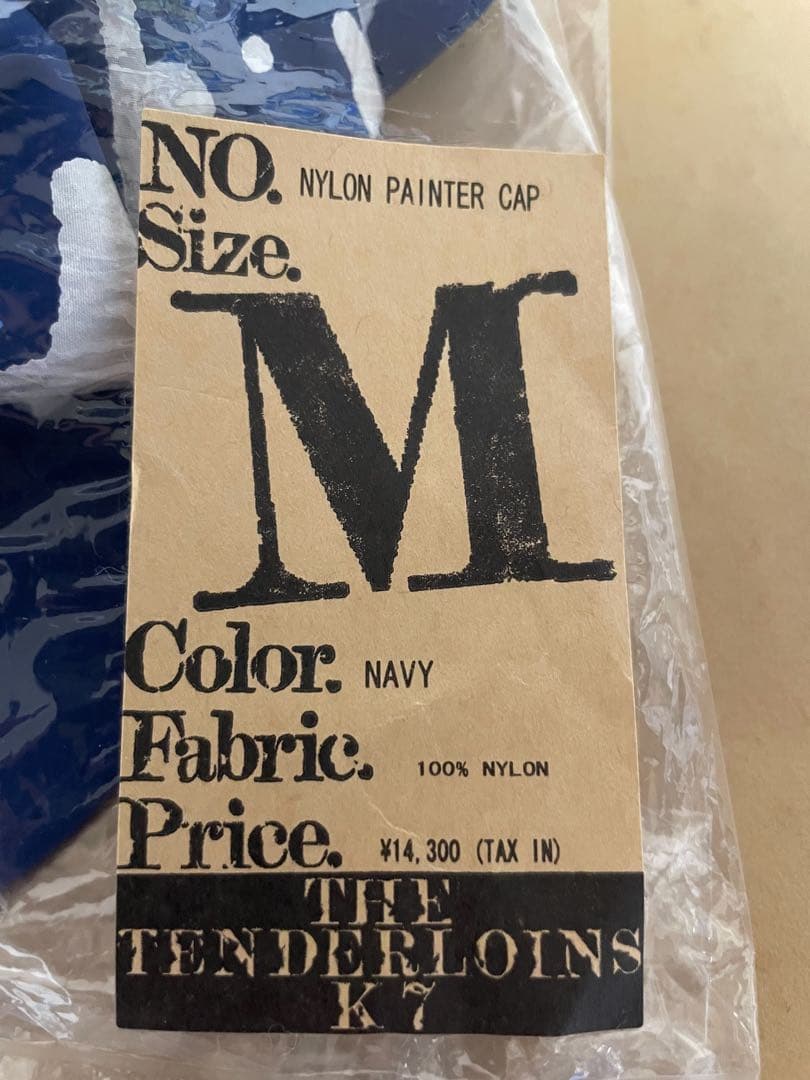 NO. NYLON PAINTER CAP
Size.
M
Color. NAVY
Fabric. 100% NYLON
Price. ¥14,300 (TAX IN)
THE
TENDERLOINS
K 7